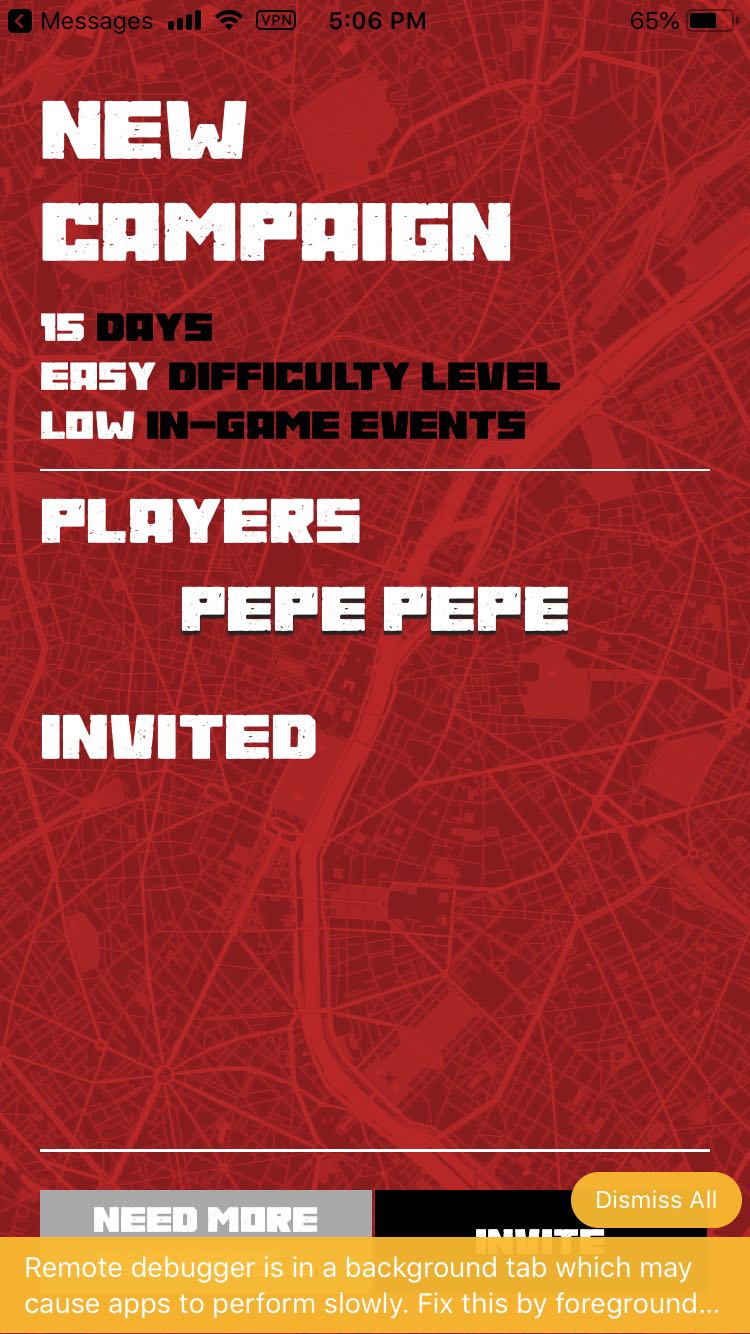 Messages VPN 5:06 PM 65%
NEW
CAMPAIGN
15 DAYS
EASY DIFFICULTY LEVEL
LOW IN-GAME EVENTS
PLAYERS
PEPE PEPE
INVITED
NEED MORE
INVITE
Dismiss All
Remote debugger is in a background tab which may
cause apps to perform slowly. Fix this by foreground...